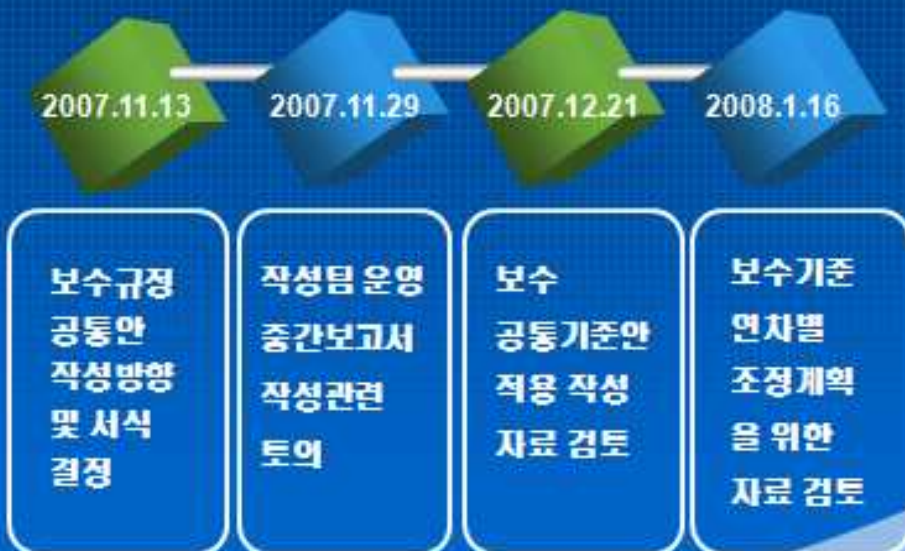 2007.11.13
2007.11.29
2007.12.21
2008.1.16
보수규정
공통안
작성방향
및 서식
결정
작성팀 운영
중간보고서
작성관련
토의
보수
공통기준안
적용 작성
자료 검토
보수기준
연차별
조정계획
을 위한
자료 검토